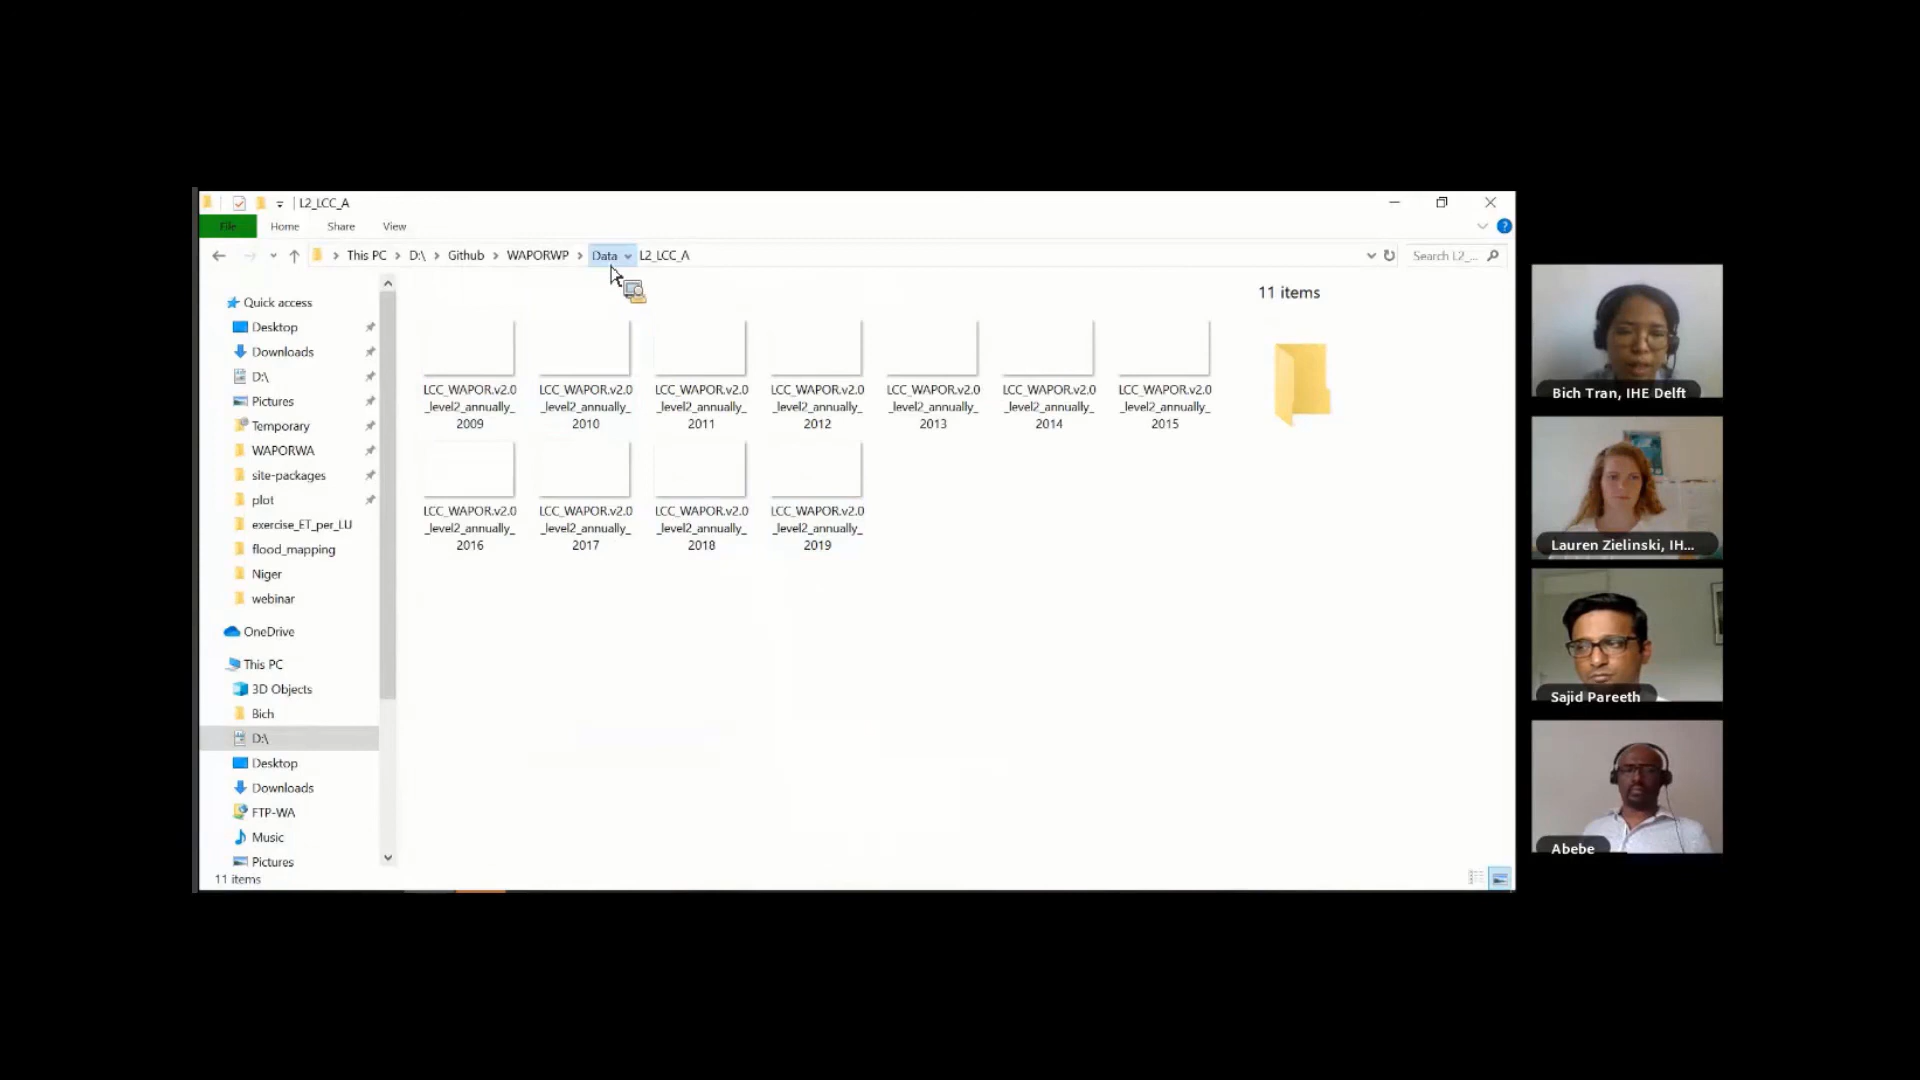 L2_LCC_A
File Home Share View
This PC D:\ Github WAPORWP Data L2_LCC_A
Search L2_...
11 items
Quick access
Desktop
Downloads
D:\
Pictures
Temporary
WAPORWA
site-packages
plot
exercise_ET_per_LU
flood_mapping
Niger
webinar
OneDrive
This PC
3D Objects
Bich
D:\
Desktop
Downloads
FTP-WA
Music
Pictures
11 items
LCC_WAPOR.v2.0
_level2_annually_
2009
LCC_WAPOR.v2.0
_level2_annually_
2010
LCC_WAPOR.v2.0
_level2_annually_
2011
LCC_WAPOR.v2.0
_level2_annually_
2012
LCC_WAPOR.v2.0
_level2_annually_
2013
LCC_WAPOR.v2.0
_level2_annually_
2014
LCC_WAPOR.v2.0
_level2_annually_
2015
LCC_WAPOR.v2.0
_level2_annually_
2016
LCC_WAPOR.v2.0
_level2_annually_
2017
LCC_WAPOR.v2.0
_level2_annually_
2018
LCC_WAPOR.v2.0
_level2_annually_
2019
Bich Tran, IHE Delft
Lauren Zielinski, IH...
Sajid Pareeth
Abebe